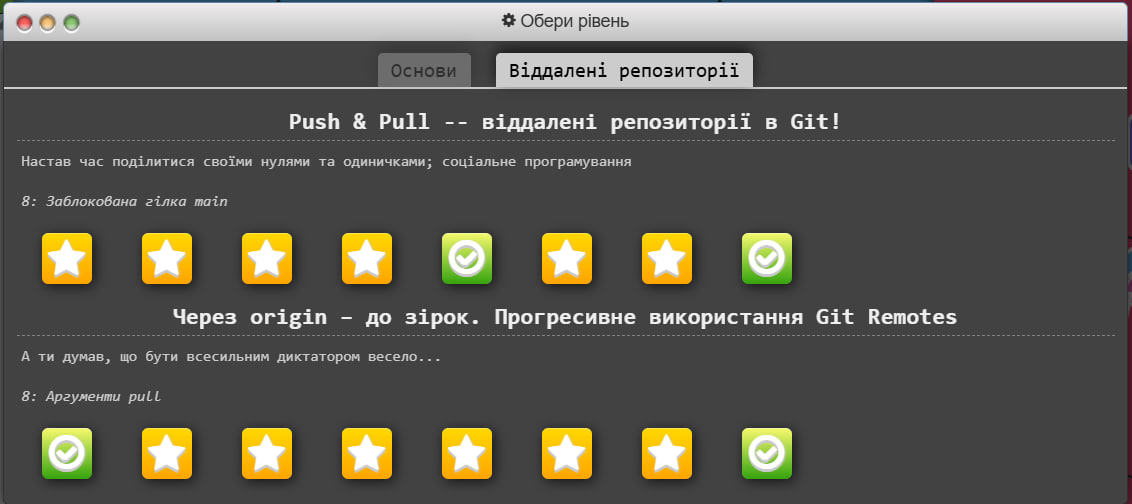 Обери рівень
Основи
Віддалені репозиторії
Push & Pull -- віддалені репозиторії в Git!
Настав час поділитися своїми нулями та одиничками; соціальне програмування
8: Заблокована гілка main
Через origin – до зірок. Прогресивне використання Git Remotes
А ти думав, що бути всесильним диктатором весело...
8: Аргументи pull